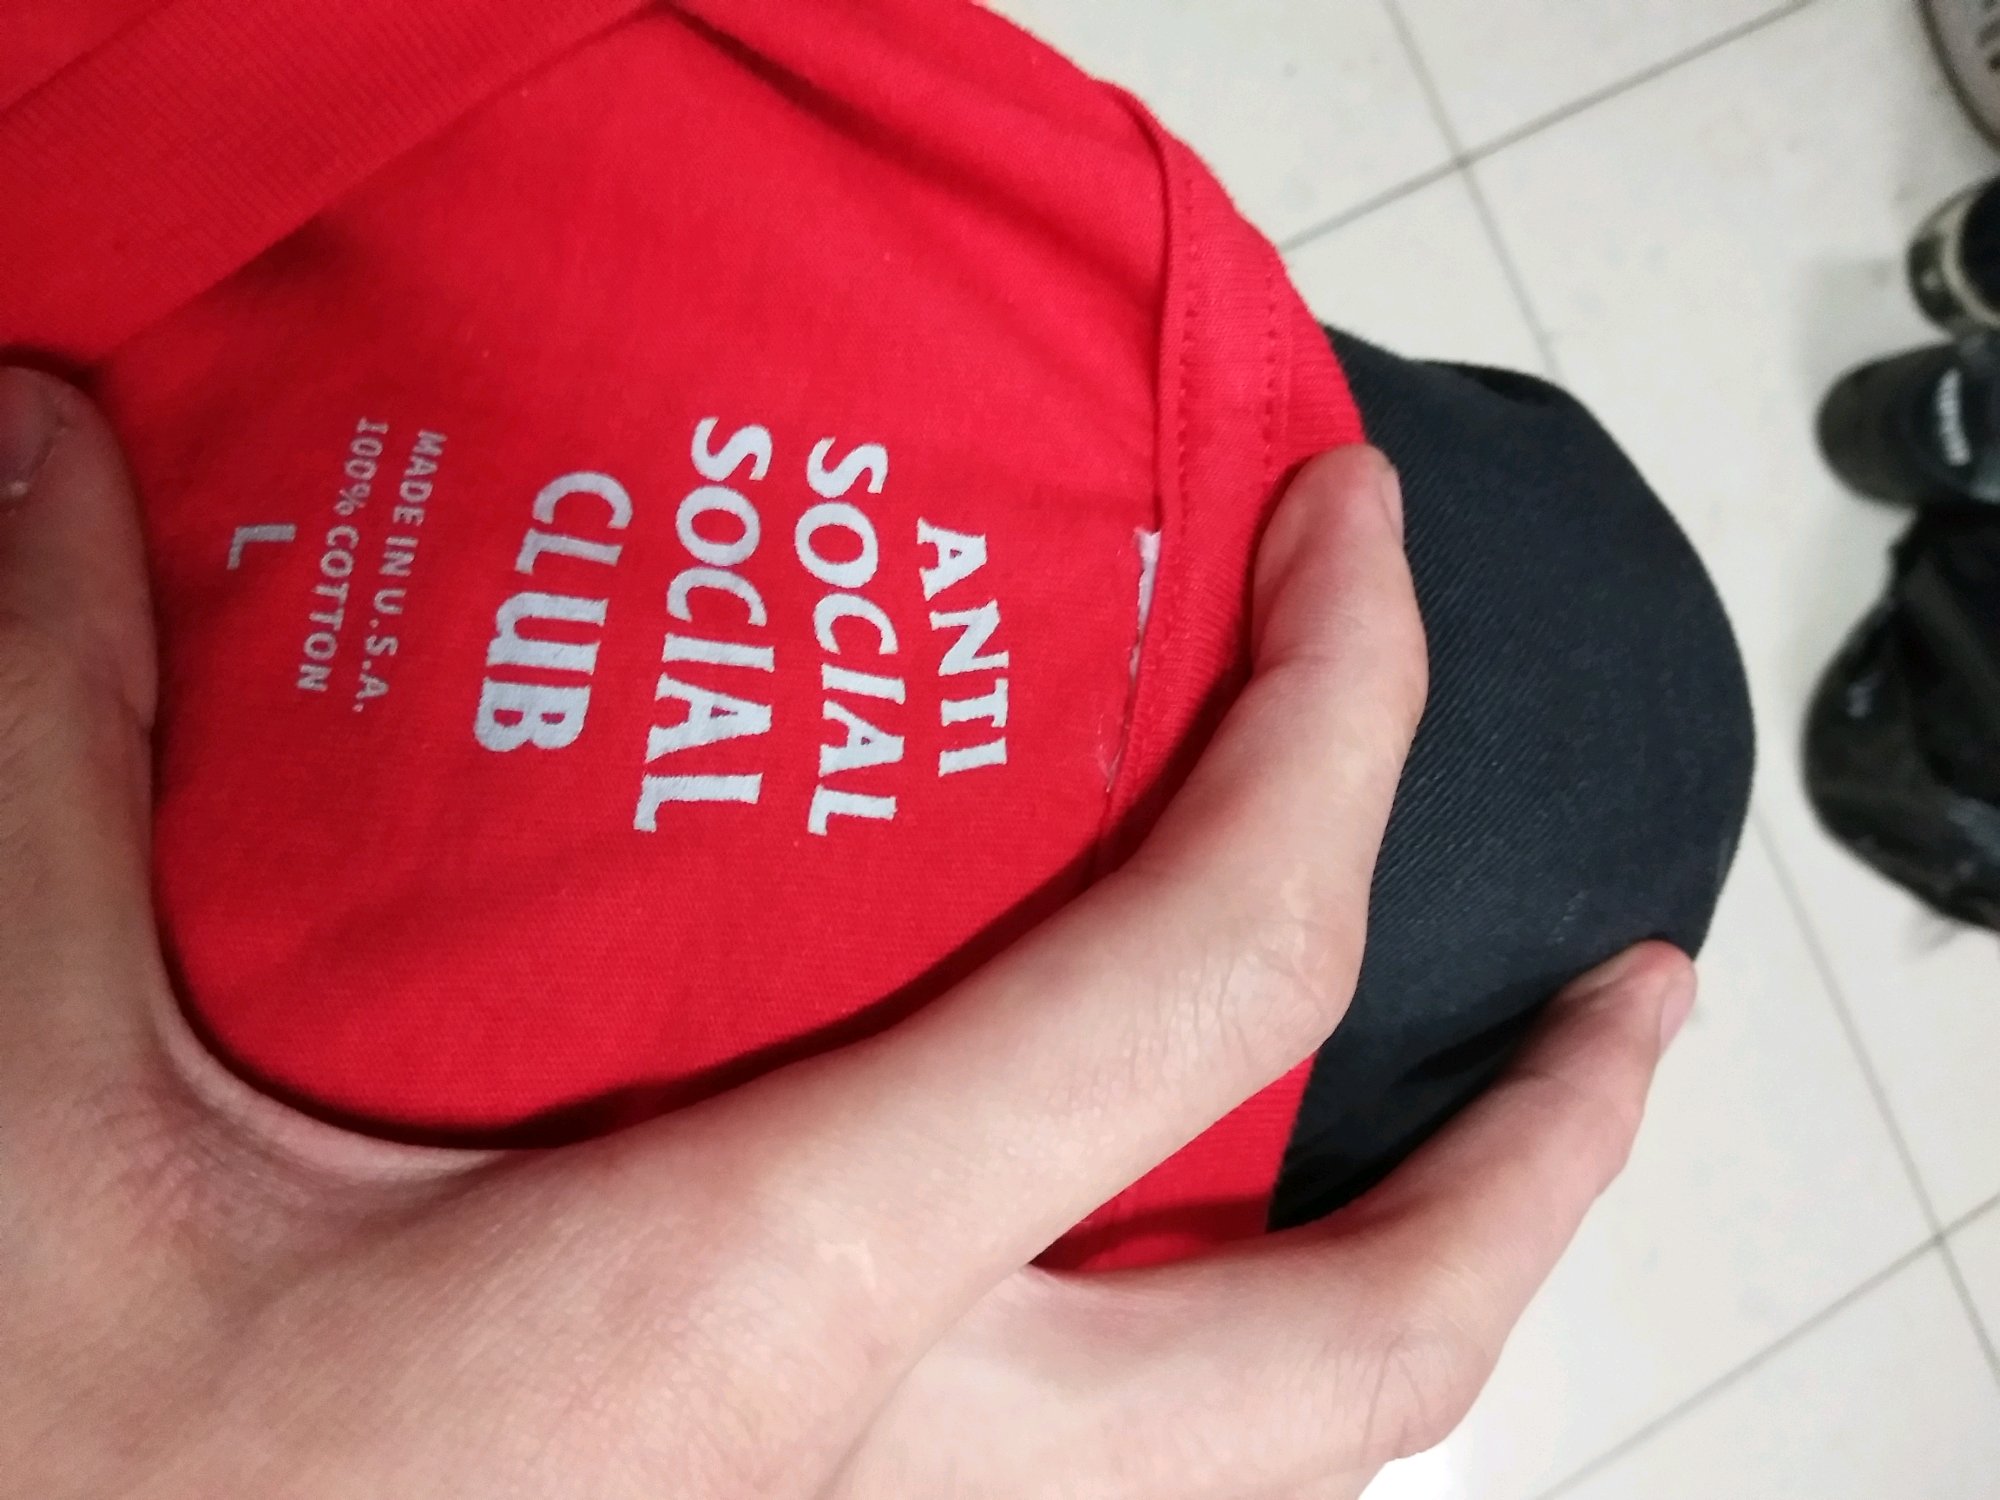 ANTI
SOCIAL
SOCIAL
CLUB
MADE IN U.S.A.
100% COTTON
L